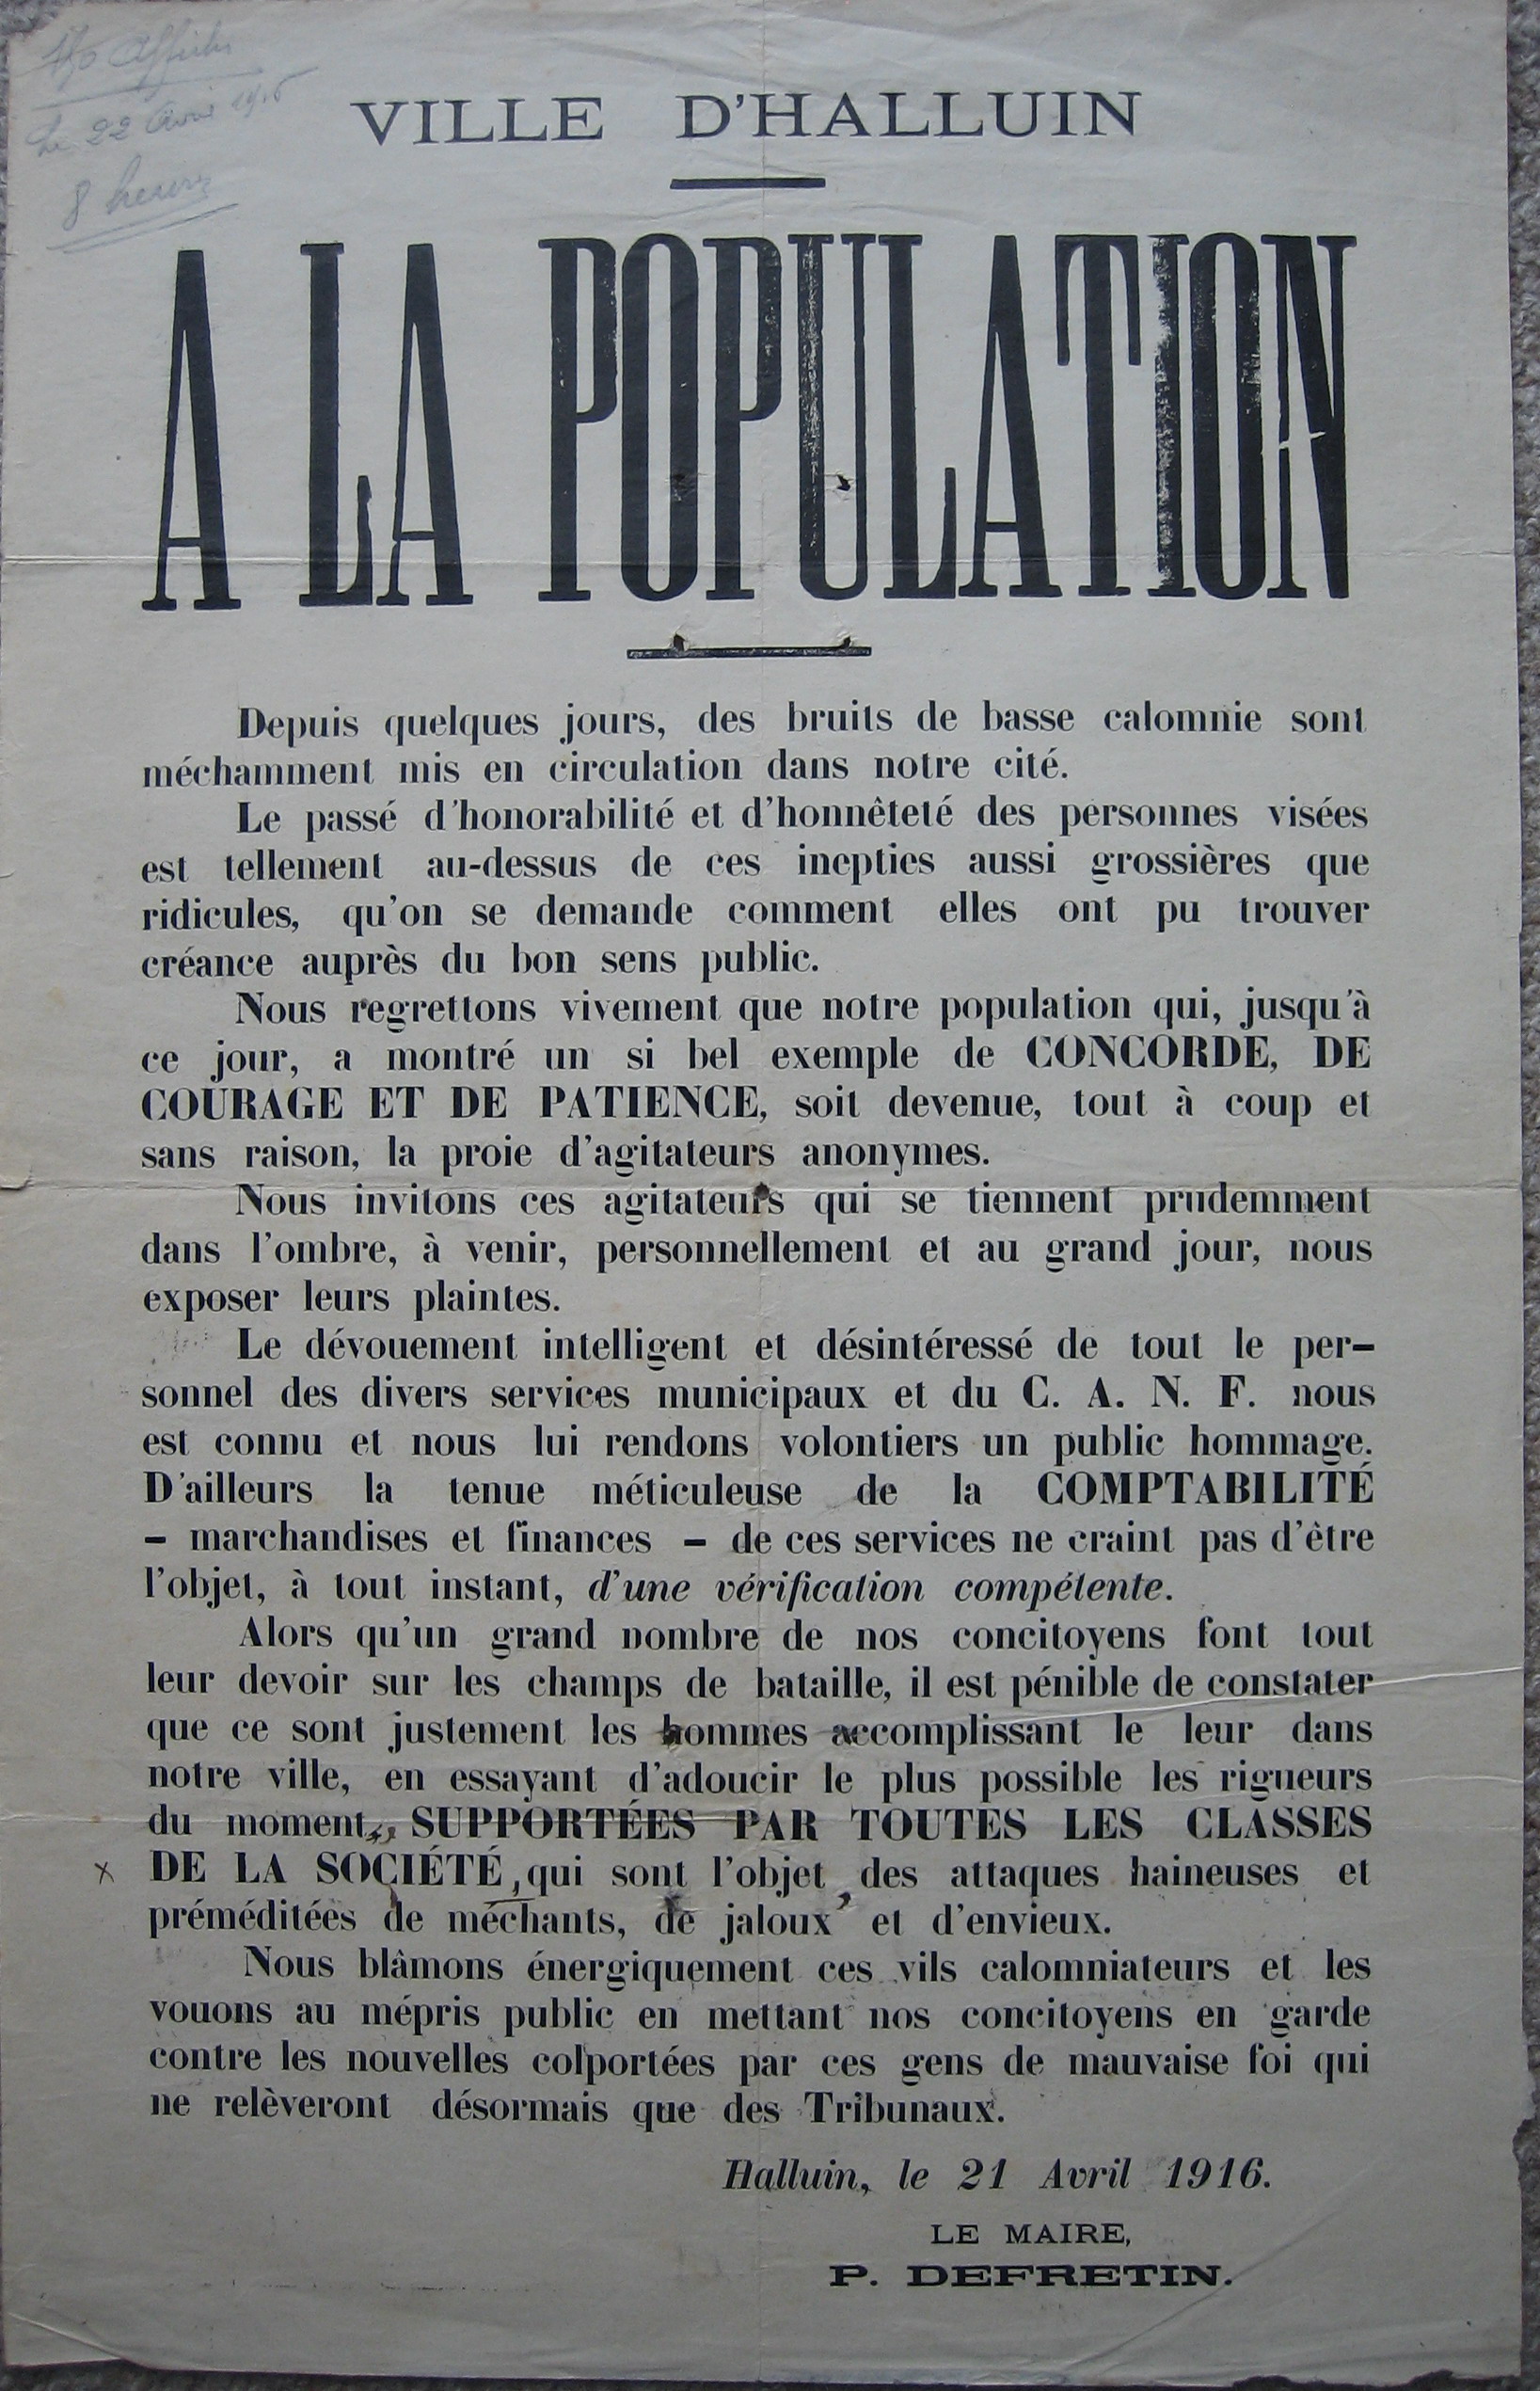 Affiches
Le 22 Avril 1916
8 heures
VILLE D'HALLUIN
A LA POPULATION
Depuis quelques jours, des bruits de basse calomnie sont
méchamment mis en circulation dans notre cité.
Le passé d'honorabilité et d'honnêteté des personnes visées
est tellement au-dessus de ces inepties aussi grossières que
ridicules, qu'on se demande comment elles ont pu trouver
créance auprès du bon sens public.
Nous regrettons vivement que notre population qui, jusqu'à
ce jour, a montré un si bel exemple de CONCORDE, DE
COURAGE ET DE PATIENCE, soit devenue, tout à coup et
sans raison, la proie d'agitateurs anonymes.
Nous invitons ces agitateurs qui se tiennent prudemment
dans l'ombre, à venir, personnellement et au grand jour, nous
exposer leurs plaintes.
Le dévouement intelligent et désintéressé de tout le per-
sonnel des divers services municipaux et du C. A. N. F. nous
est connu et nous lui rendons volontiers un public hommage.
D'ailleurs la tenue méticuleuse de la COMPTABILITÉ
- marchandises et finances - de ces services ne craint pas d'être
l'objet, à tout instant, d'une vérification compétente.
Alors qu'un grand nombre de nos concitoyens font tout
leur devoir sur les champs de bataille, il est pénible de constater
que ce sont justement les hommes accomplissant le leur dans
notre ville, en essayant d'adoucir le plus possible les rigueurs
du moment, SUPPORTÉES PAR TOUTES LES CLASSES
x DE LA SOCIÉTÉ, qui sont l'objet des attaques haineuses et
préméditées de méchants, de jaloux et d'envieux.
Nous blâmons énergiquement ces vils calomniateurs et les
vouons au mépris public en mettant nos concitoyens en garde
contre les nouvelles colportées par ces gens de mauvaise foi qui
ne relèveront désormais que des Tribunaux.
Halluin, le 21 Avril 1916.
LE MAIRE,
P. DEFRETIN.